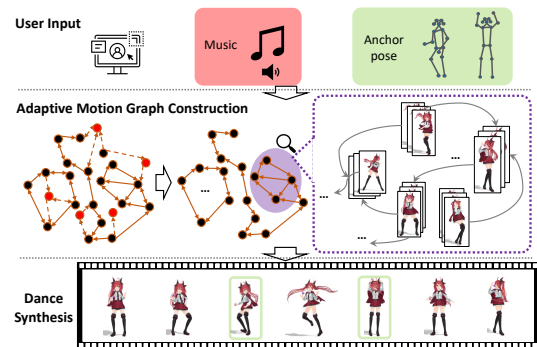 User Input
Music
Anchor
pose
Adaptive Motion Graph Construction
...
...
...
...
Dance
Synthesis